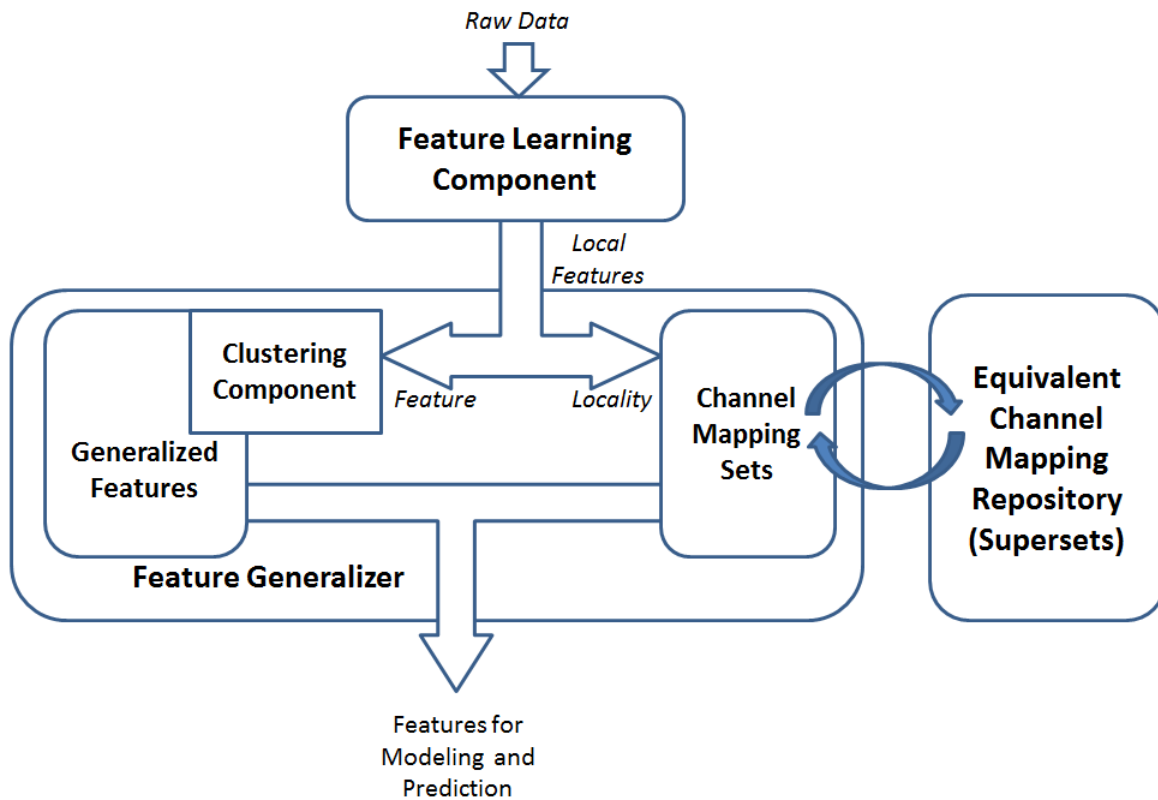 Raw Data
Feature Learning
Component
Local
Features
Clustering
Component
Feature
Locality
Generalized
Features
Channel
Mapping
Sets
Equivalent
Channel
Mapping
Repository
(Supersets)
Feature Generalizer
Features for
Modeling and
Prediction